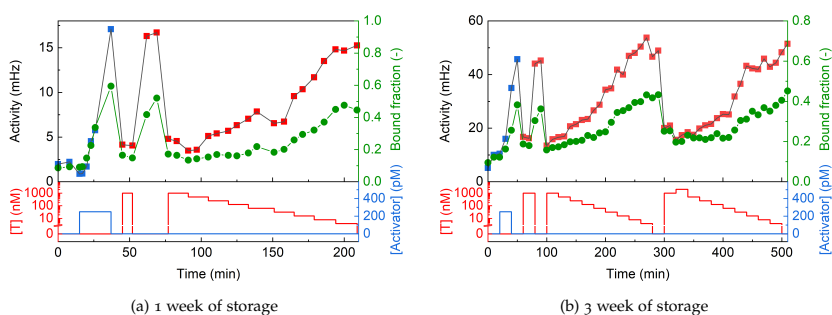 Activity (mHz)
15
10
5
0
1.0
0.8
0.6
0.4
0.2
0.0
Bound fraction (-)
[T] (nM)
1000
100
10
0
400
200
0
[Activator] (pM)
0 50 100 150 200
Time (min)
(a) 1 week of storage
Activity (mHz)
60
40
20
0
0.8
0.6
0.4
0.2
0.0
Bound fraction (-)
[T] (nM)
1000
100
10
0
400
200
0
[Activator] (pM)
0 100 200 300 400 500
Time (min)
(b) 3 week of storage